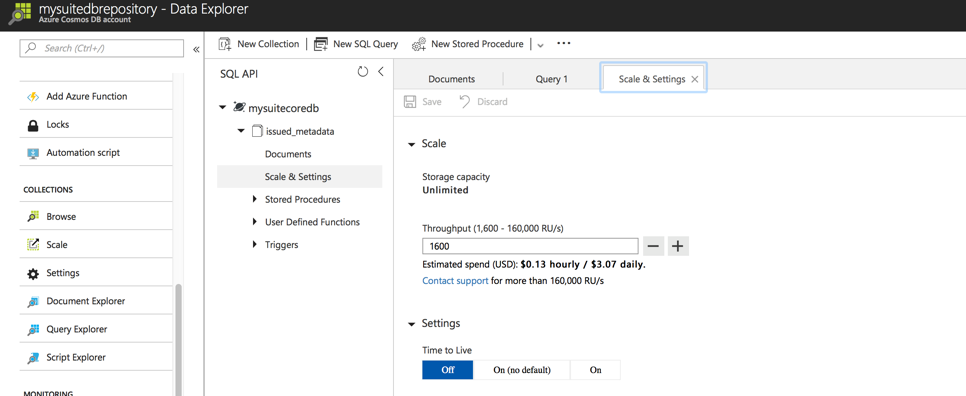 mysuitedbrepository - Data Explorer
Azure Cosmos DB account
Search (Ctrl+/)
«
Add Azure Function
Locks
Automation script
COLLECTIONS
Browse
Scale
Settings
Document Explorer
Query Explorer
Script Explorer
MONITORING
New Collection
New SQL Query
New Stored Procedure
SQL API
mysuitecoredb
issued_metadata
Documents
Scale & Settings
Stored Procedures
User Defined Functions
Triggers
Documents
Query 1
Scale & Settings
Save
Discard
Scale
Storage capacity
Unlimited
Throughput (1,600 - 160,000 RU/s)
1600
Estimated spend (USD): $0.13 hourly / $3.07 daily.
Contact support for more than 160,000 RU/s
Settings
Time to Live
Off On (no default) On